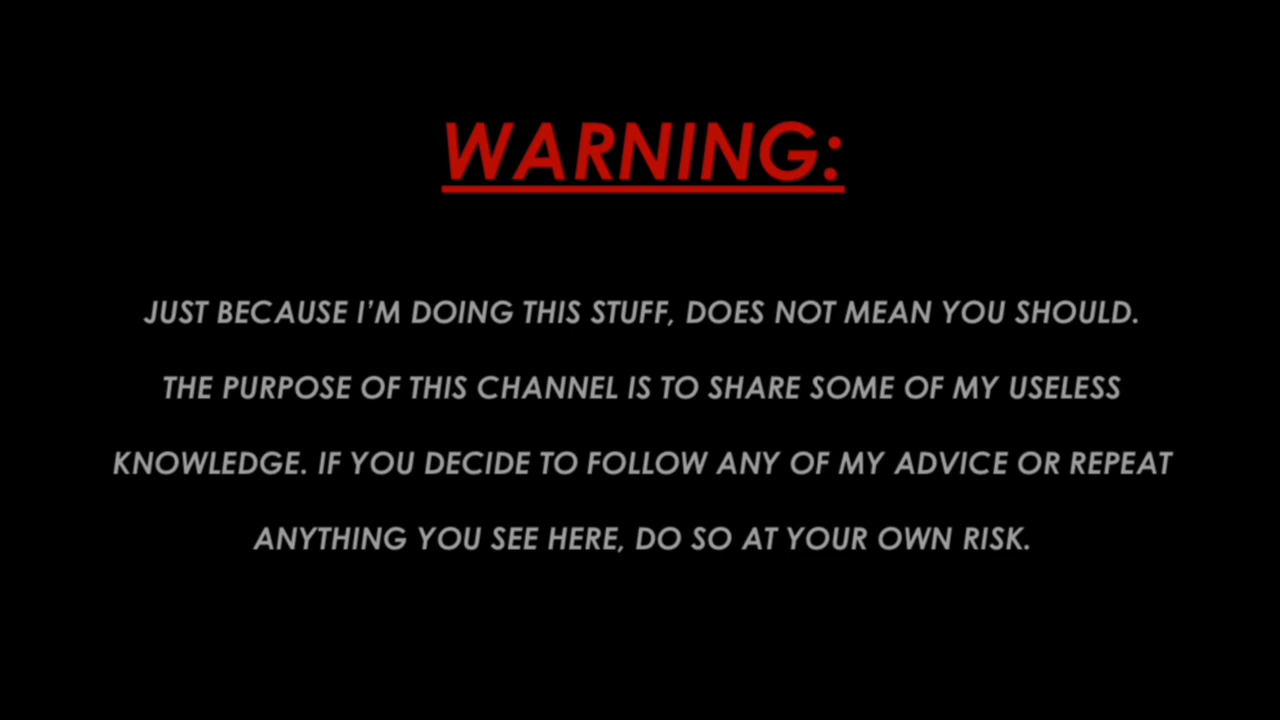 WARNING:
JUST BECAUSE I’M DOING THIS STUFF, DOES NOT MEAN YOU SHOULD.
THE PURPOSE OF THIS CHANNEL IS TO SHARE SOME OF MY USELESS
KNOWLEDGE. IF YOU DECIDE TO FOLLOW ANY OF MY ADVICE OR REPEAT
ANYTHING YOU SEE HERE, DO SO AT YOUR OWN RISK.